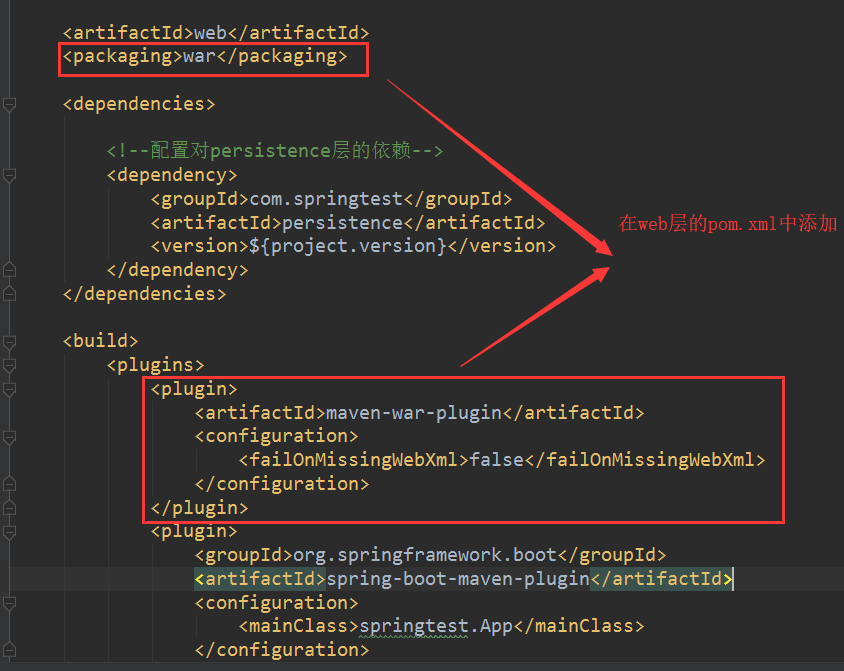 <artifactId>web</artifactId>
<packaging>war</packaging>
<dependencies>
<!--配置对persistence层的依赖-->
<dependency>
<groupId>com.springtest</groupId>
<artifactId>persistence</artifactId>
<version>${project.version}</version>
</dependency>
</dependencies>
在web层的pom.xml中添加
<build>
<plugins>
<plugin>
<artifactId>maven-war-plugin</artifactId>
<configuration>
<failOnMissingWebXml>false</failOnMissingWebXml>
</configuration>
</plugin>
<plugin>
<groupId>org.springframework.boot</groupId>
<artifactId>spring-boot-maven-plugin</artifactId>
<configuration>
<mainClass>springtest.App</mainClass>
</configuration>